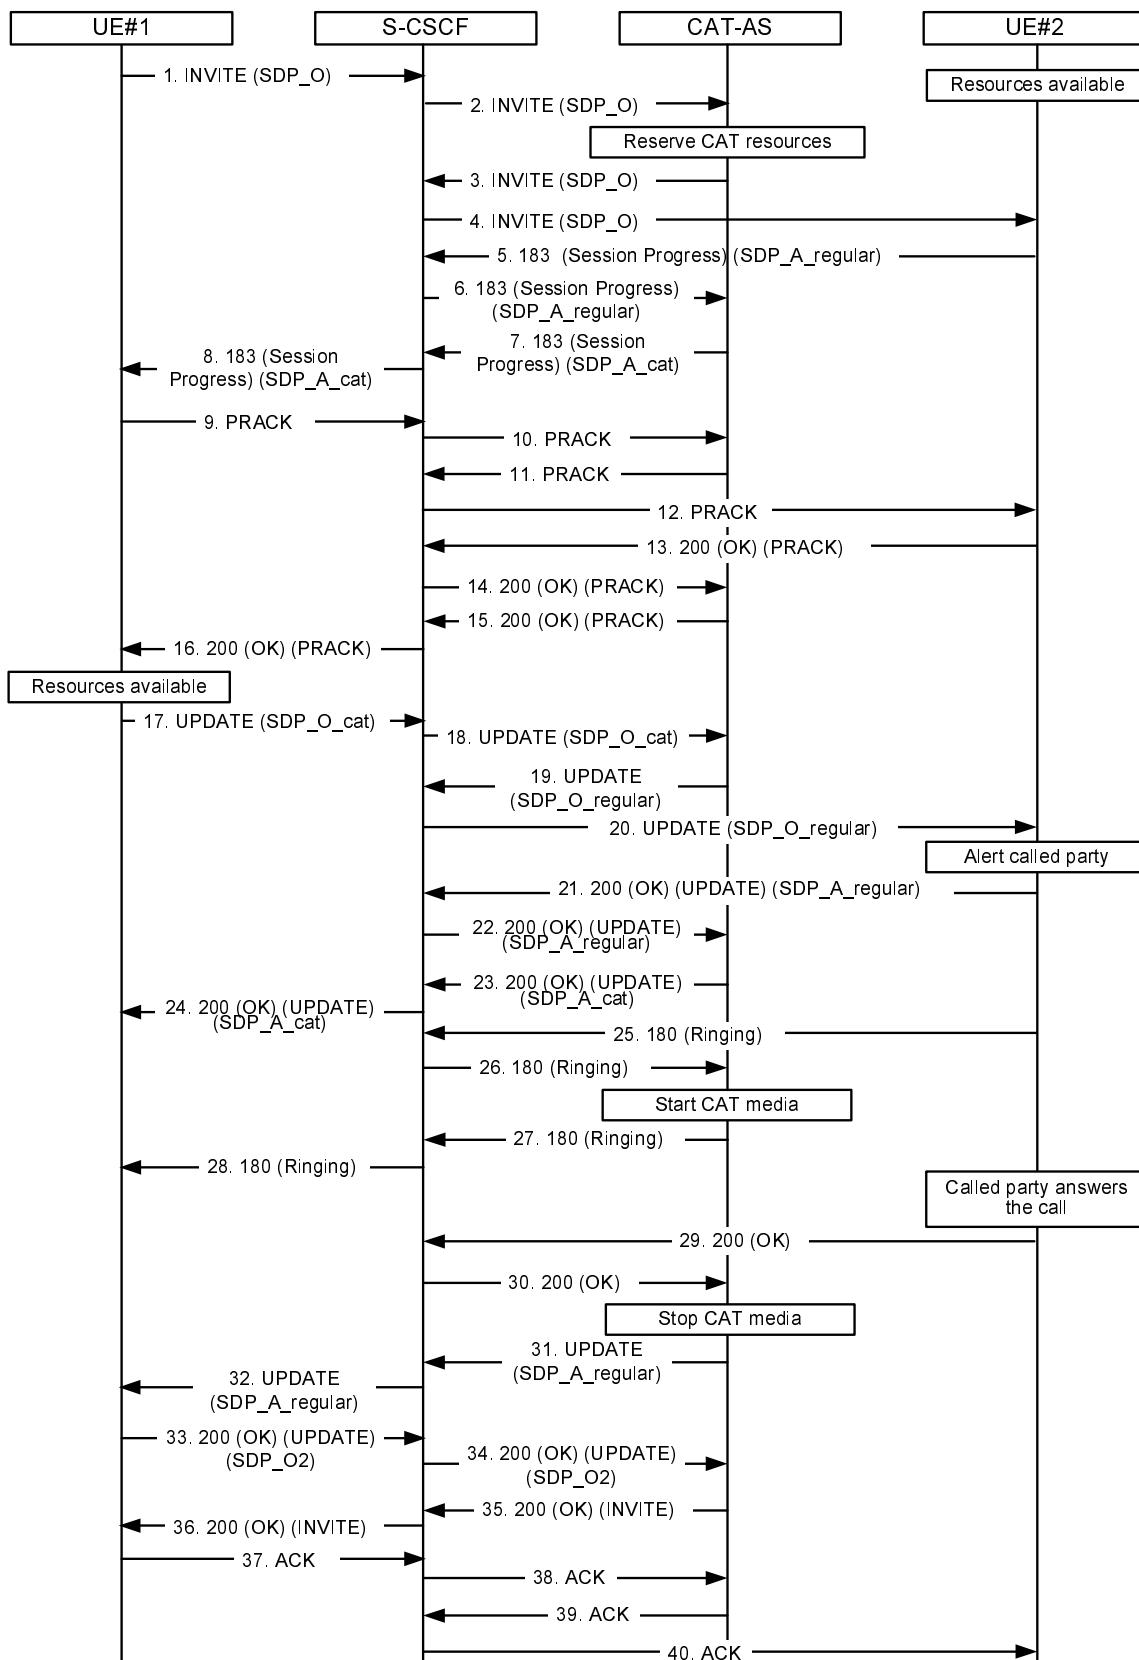 UE#1
S-CSCF
CAT-AS
UE#2
1. INVITE (SDP_O)
Resources available
2. INVITE (SDP_O)
Reserve CAT resources
3. INVITE (SDP_O)
4. INVITE (SDP_O)
5. 183 (Session Progress) (SDP_A_regular)
6. 183 (Session Progress)
(SDP_A_regular)
7. 183 (Session
Progress) (SDP_A_cat)
8. 183 (Session
Progress) (SDP_A_cat)
9. PRACK
10. PRACK
11. PRACK
12. PRACK
13. 200 (OK) (PRACK)
14. 200 (OK) (PRACK)
15. 200 (OK) (PRACK)
16. 200 (OK) (PRACK)
Resources available
17. UPDATE (SDP_O_cat)
18. UPDATE (SDP_O_cat)
19. UPDATE
(SDP_O_regular)
20. UPDATE (SDP_O_regular)
Alert called party
21. 200 (OK) (UPDATE) (SDP_A_regular)
22. 200 (OK) (UPDATE)
(SDP_A_regular)
23. 200 (OK) (UPDATE)
(SDP_A_cat)
24. 200 (OK) (UPDATE)
(SDP_A_cat)
25. 180 (Ringing)
26. 180 (Ringing)
Start CAT media
27. 180 (Ringing)
28. 180 (Ringing)
Called party answers
the call
29. 200 (OK)
30. 200 (OK)
Stop CAT media
31. UPDATE
(SDP_A_regular)
32. UPDATE
(SDP_A_regular)
33. 200 (OK) (UPDATE)
(SDP_O2)
34. 200 (OK) (UPDATE)
(SDP_O2)
35. 200 (OK) (INVITE)
36. 200 (OK) (INVITE)
37. ACK
38. ACK
39. ACK
40. ACK